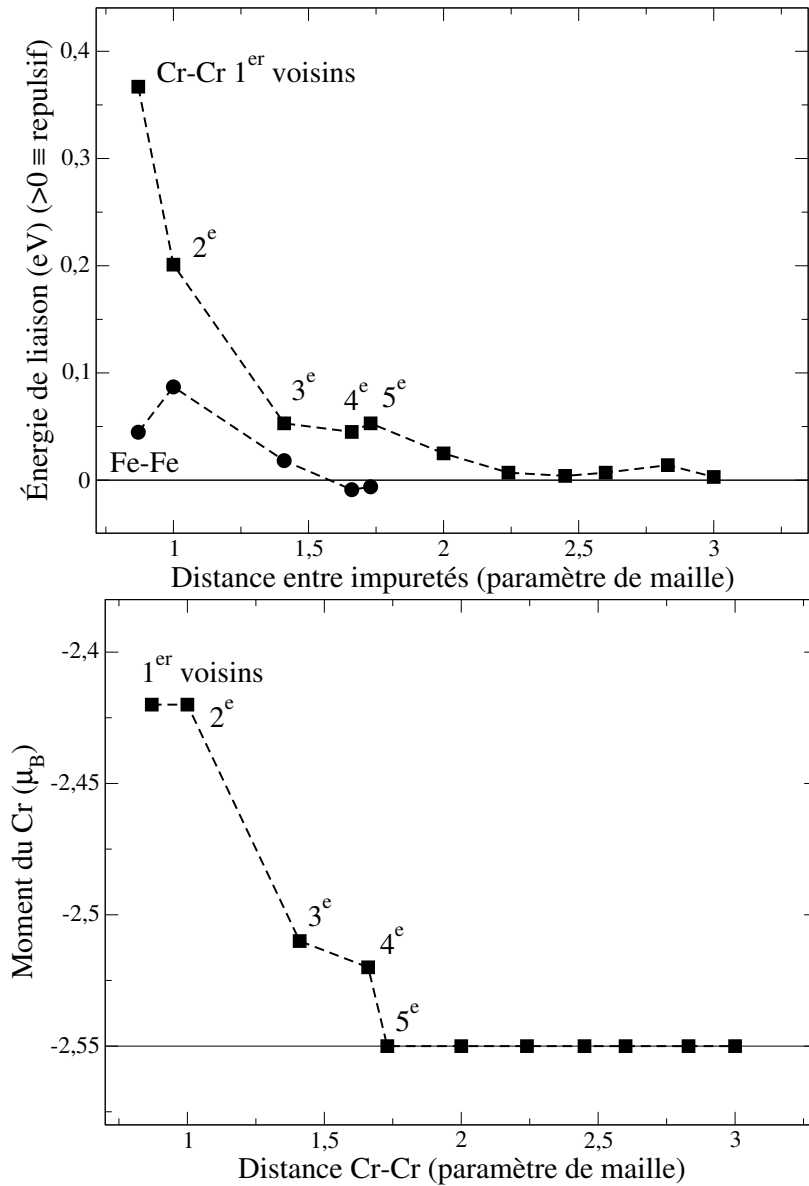 0,4
Cr-Cr 1er voisins
0,3
0,2
2e
0,1
3e
4e
5e
0
Fe-Fe
Énergie de liaison (eV) (>0 ≡ repulsif)
1
1,5
2
2,5
3
Distance entre impuretés (paramètre de maille)
-2,4
1er voisins
2e
-2,45
-2,5
3e
4e
5e
-2,55
Moment du Cr (μB)
1
1,5
2
2,5
3
Distance Cr-Cr (paramètre de maille)